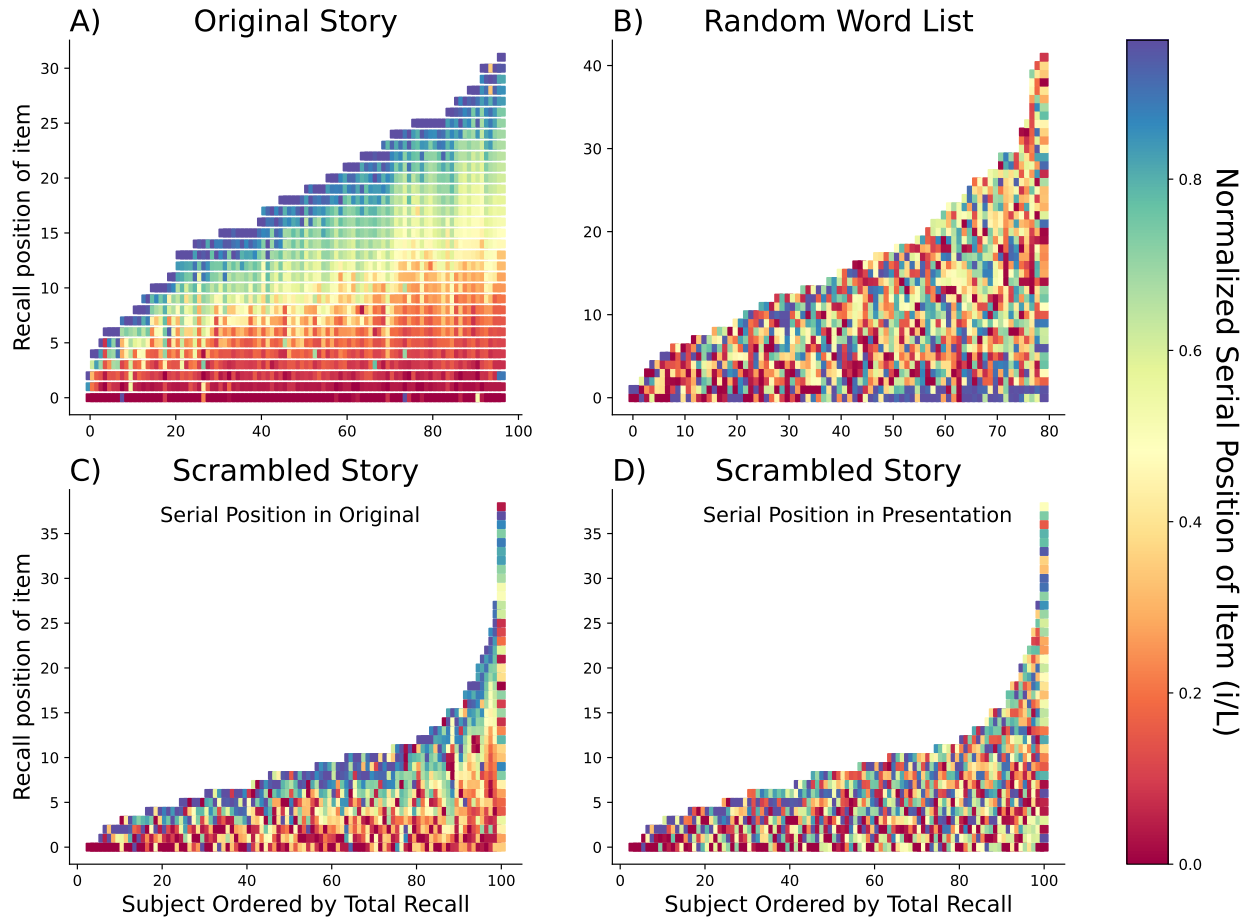 A) Original Story
B) Random Word List
Recall position of item
30
25
20
15
10
5
0
0 20 40 60 80 100
40
30
20
10
0
0 10 20 30 40 50 60 70 80
C) Scrambled Story
Serial Position in Original
D) Scrambled Story
Serial Position in Presentation
Recall position of item
35
30
25
20
15
10
5
0
0 20 40 60 80 100
Subject Ordered by Total Recall
35
30
25
20
15
10
5
0
0 20 40 60 80 100
Subject Ordered by Total Recall
0.8
0.6
0.4
0.2
0.0
Normalized Serial Position of Item (i/L)